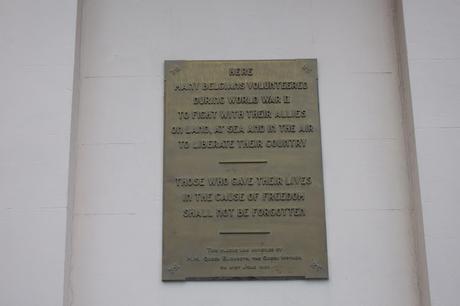 HERE
MANY BELGIANS VOLUNTEERED
DURING WORLD WAR II
TO FIGHT WITH THEIR ALLIES
ON LAND, AT SEA AND IN THE AIR
TO LIBERATE THEIR COUNTRY
THOSE WHO GAVE THEIR LIVES
IN THE CAUSE OF FREEDOM
SHALL NOT BE FORGOTTEN
THIS PLAQUE WAS UNVEILED BY
H.M. QUEEN ELIZABETH, THE QUEEN MOTHER,
ON JUNE